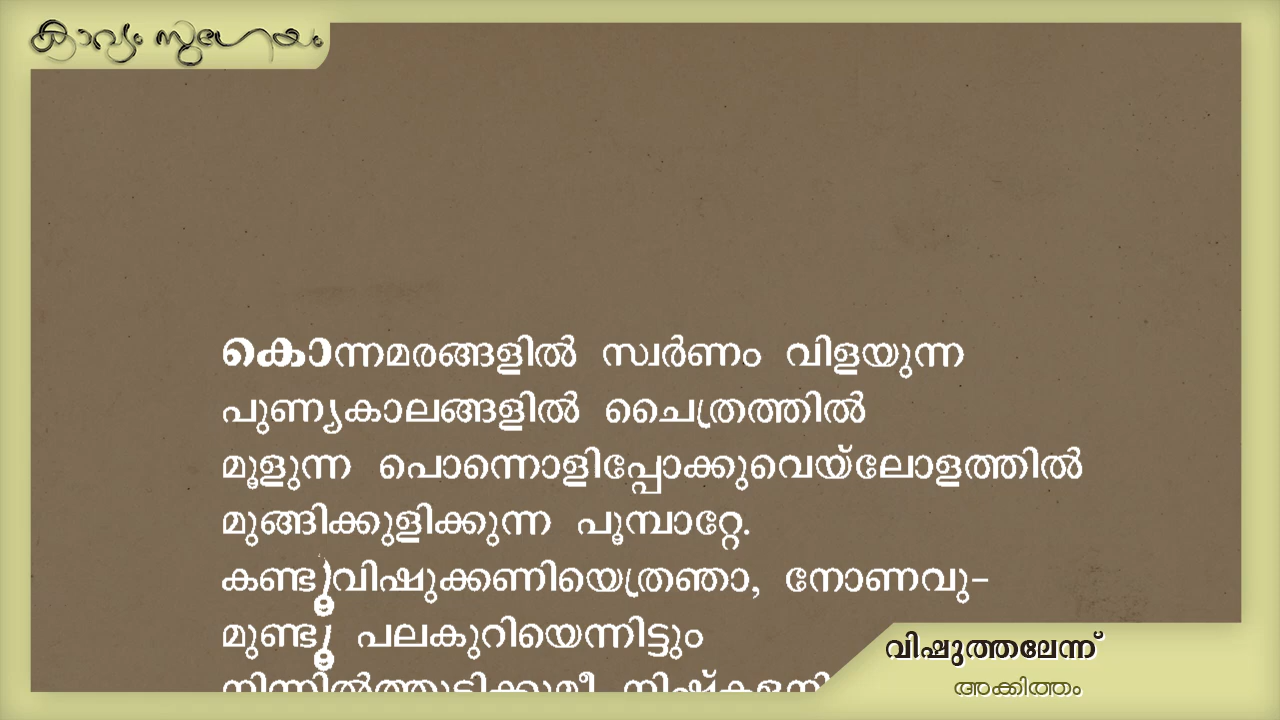 കാവ്യം സുഗേയം
കൊന്നമരങ്ങളിൽ സ്വർണം വിളയുന്ന
പുണ്യകാലങ്ങളിൽ ചൈത്രത്തിൽ
മൂളുന്ന പൊന്നൊളിപ്പോക്കുവെയ്‌ലോളത്തിൽ
മുങ്ങിക്കുളിക്കുന്ന പൂമ്പാറ്റേ.
കണ്ടൂവിഷുക്കണിയെത്രഞാ, നോണവു-
മുണ്ടൂ പലകുറിയെന്നിട്ടും
വിഷുത്തലേന്ന്
അക്കിത്തം